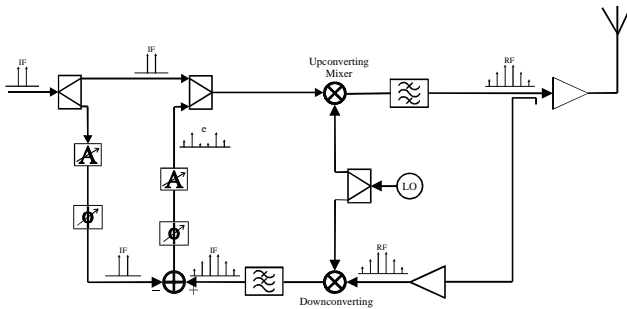 IF
IF
Upconverting
Mixer
RF
e
A
A
LO
ϕ
ϕ
IF
IF
RF
−
+
Downconverting